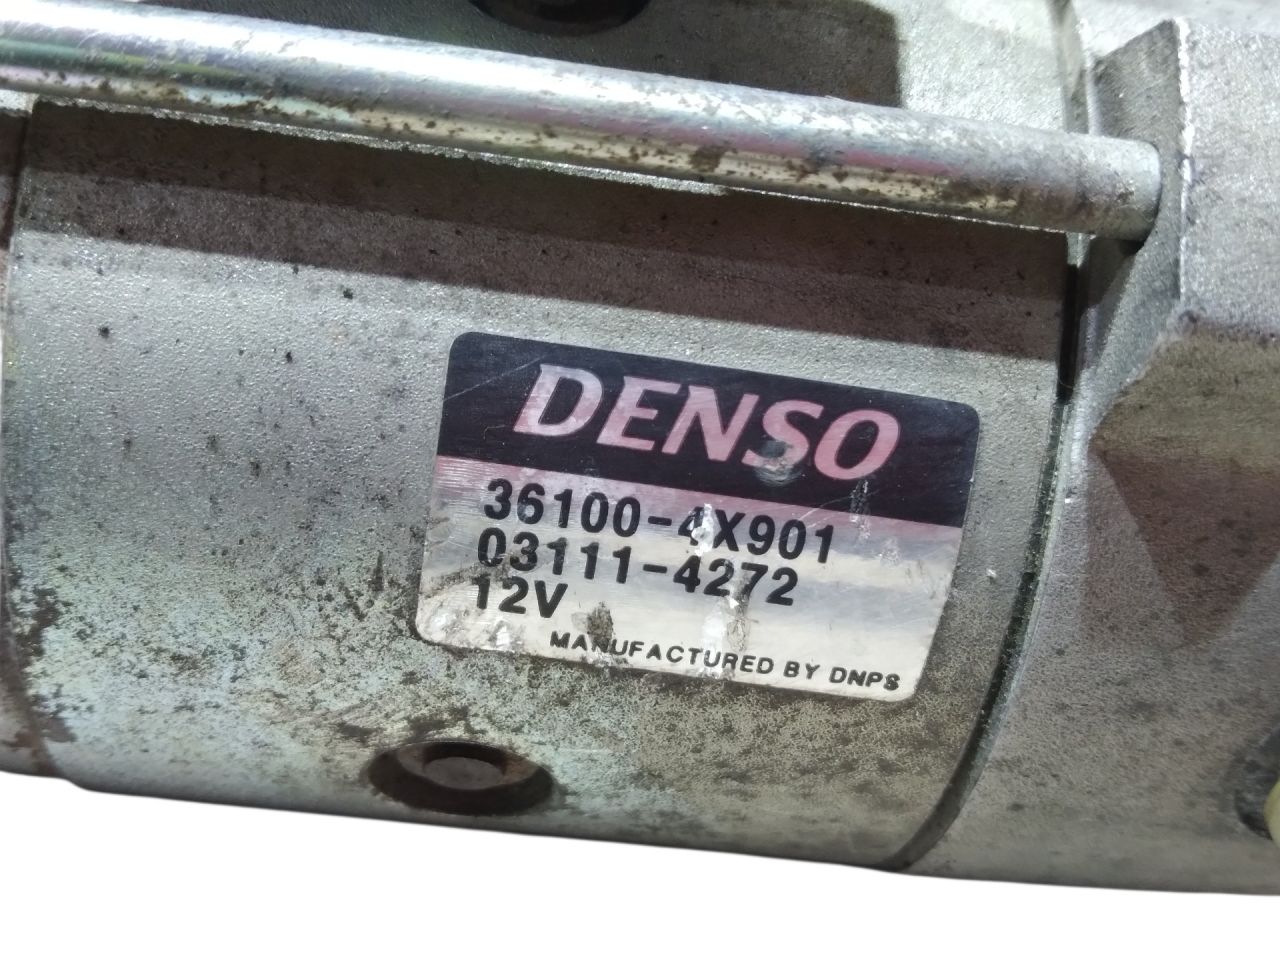 DENSO
36100-4X901
03111-4272
12V
MANUFACTURED BY DNPS